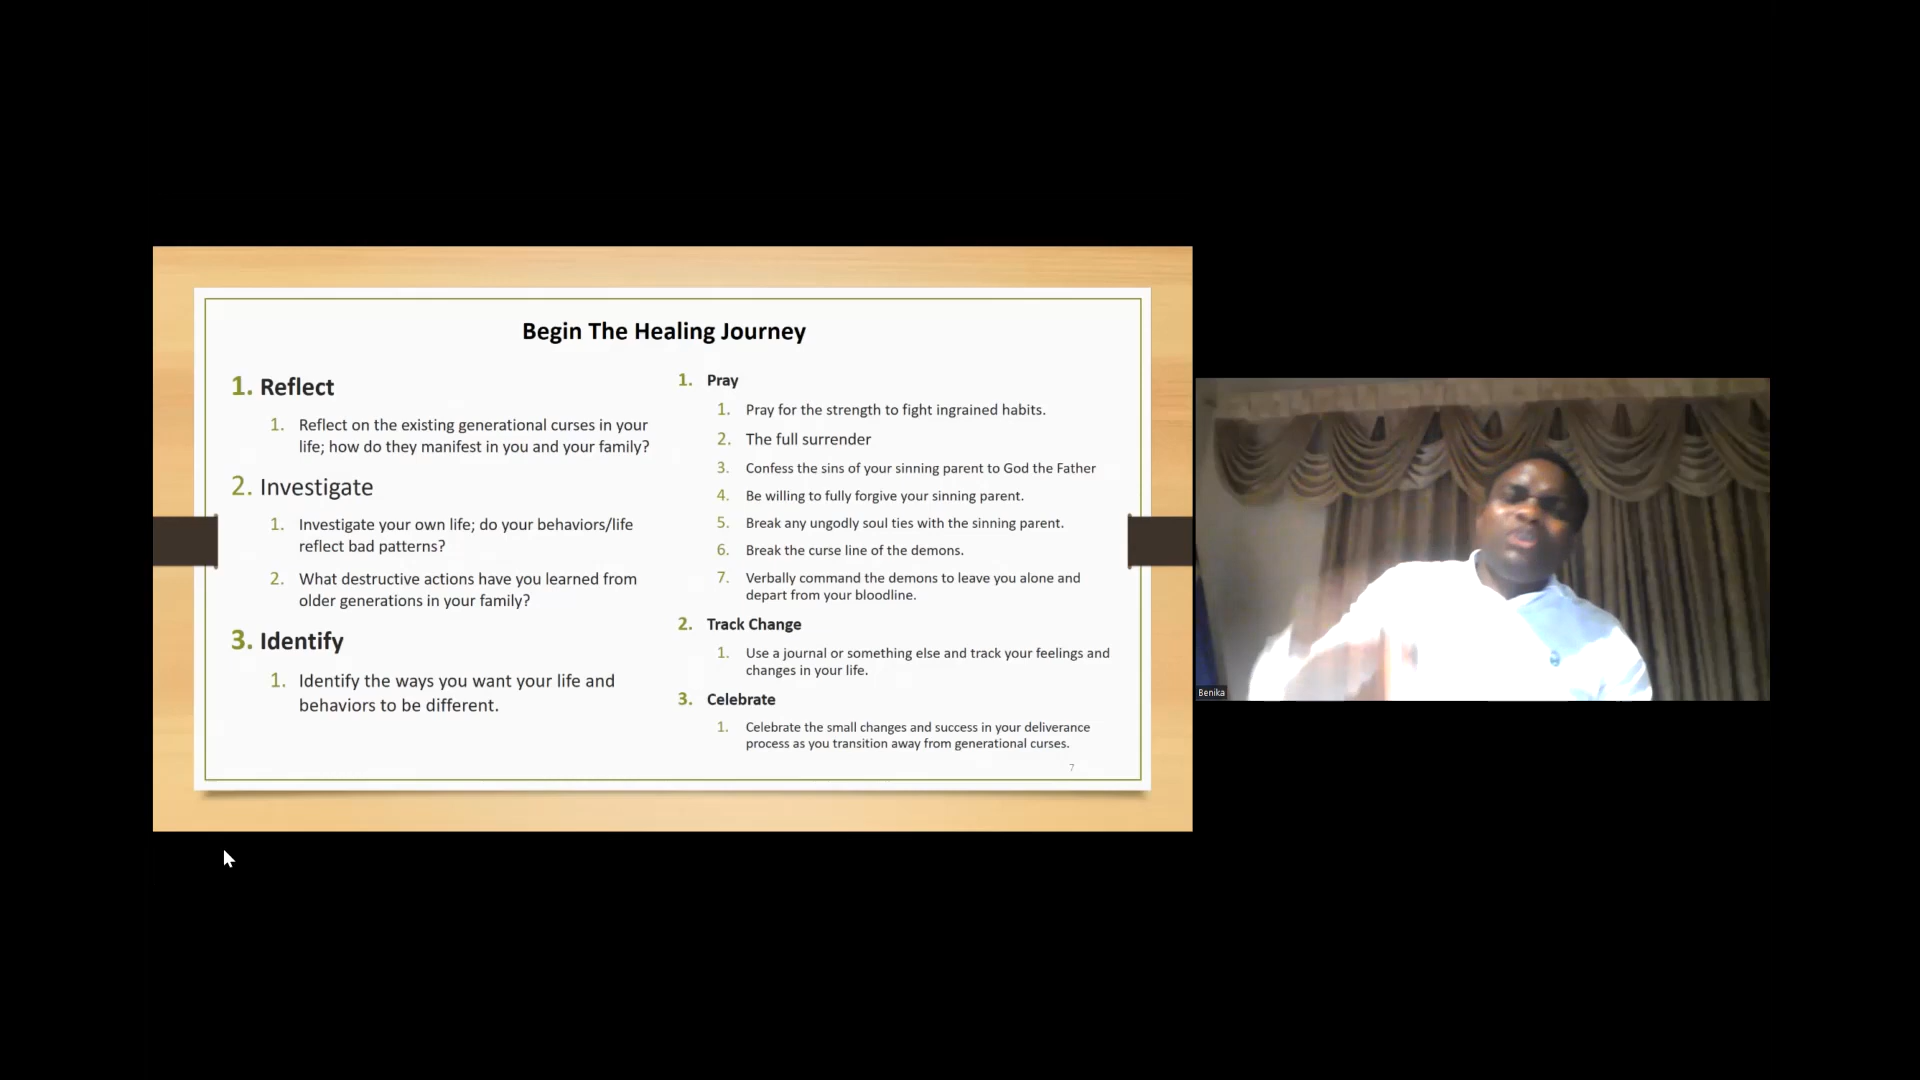 Begin The Healing Journey
1. Reflect
1. Reflect on the existing generational curses in your
life; how do they manifest in you and your family?
2. Investigate
1. Investigate your own life; do your behaviors/life
reflect bad patterns?
2. What destructive actions have you learned from
older generations in your family?
3. Identify
1. Identify the ways you want your life and
behaviors to be different.
1. Pray
1. Pray for the strength to fight ingrained habits.
2. The full surrender
3. Confess the sins of your sinning parent to God the Father
4. Be willing to fully forgive your sinning parent.
5. Break any ungodly soul ties with the sinning parent.
6. Break the curse line of the demons.
7. Verbally command the demons to leave you alone and
depart from your bloodline.
2. Track Change
1. Use a journal or something else and track your feelings and
changes in your life.
3. Celebrate
1. Celebrate the small changes and success in your deliverance
process as you transition away from generational curses.
7
Benika